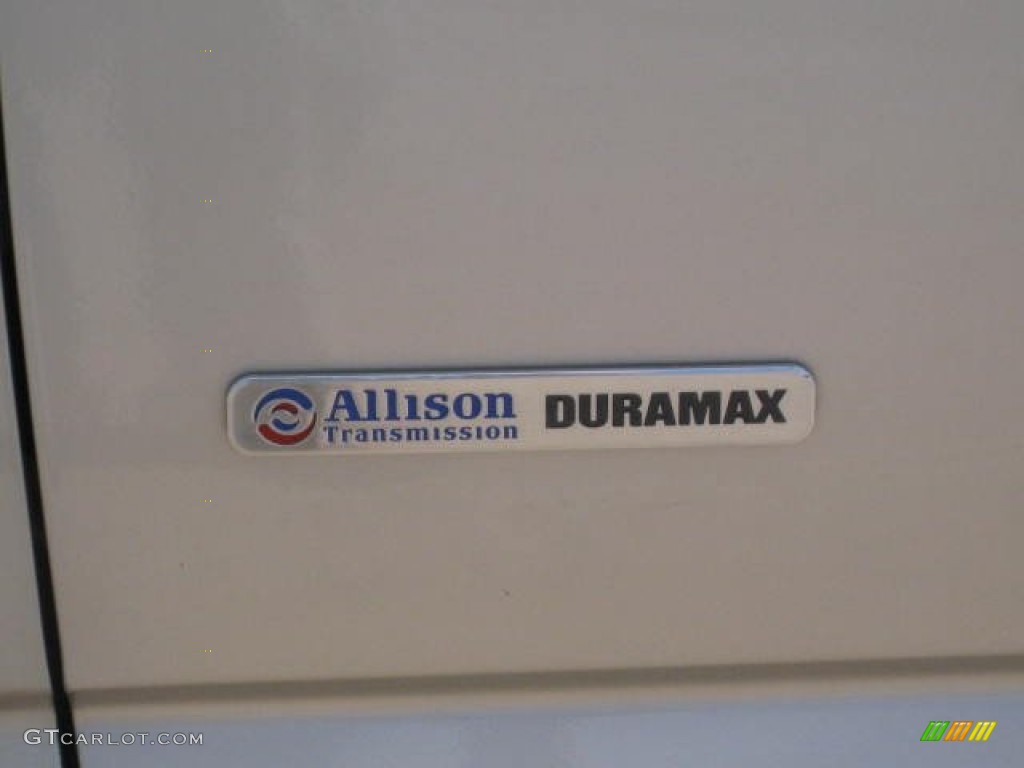 Allison
Transmission
DURAMAX
GTCARLOT.COM